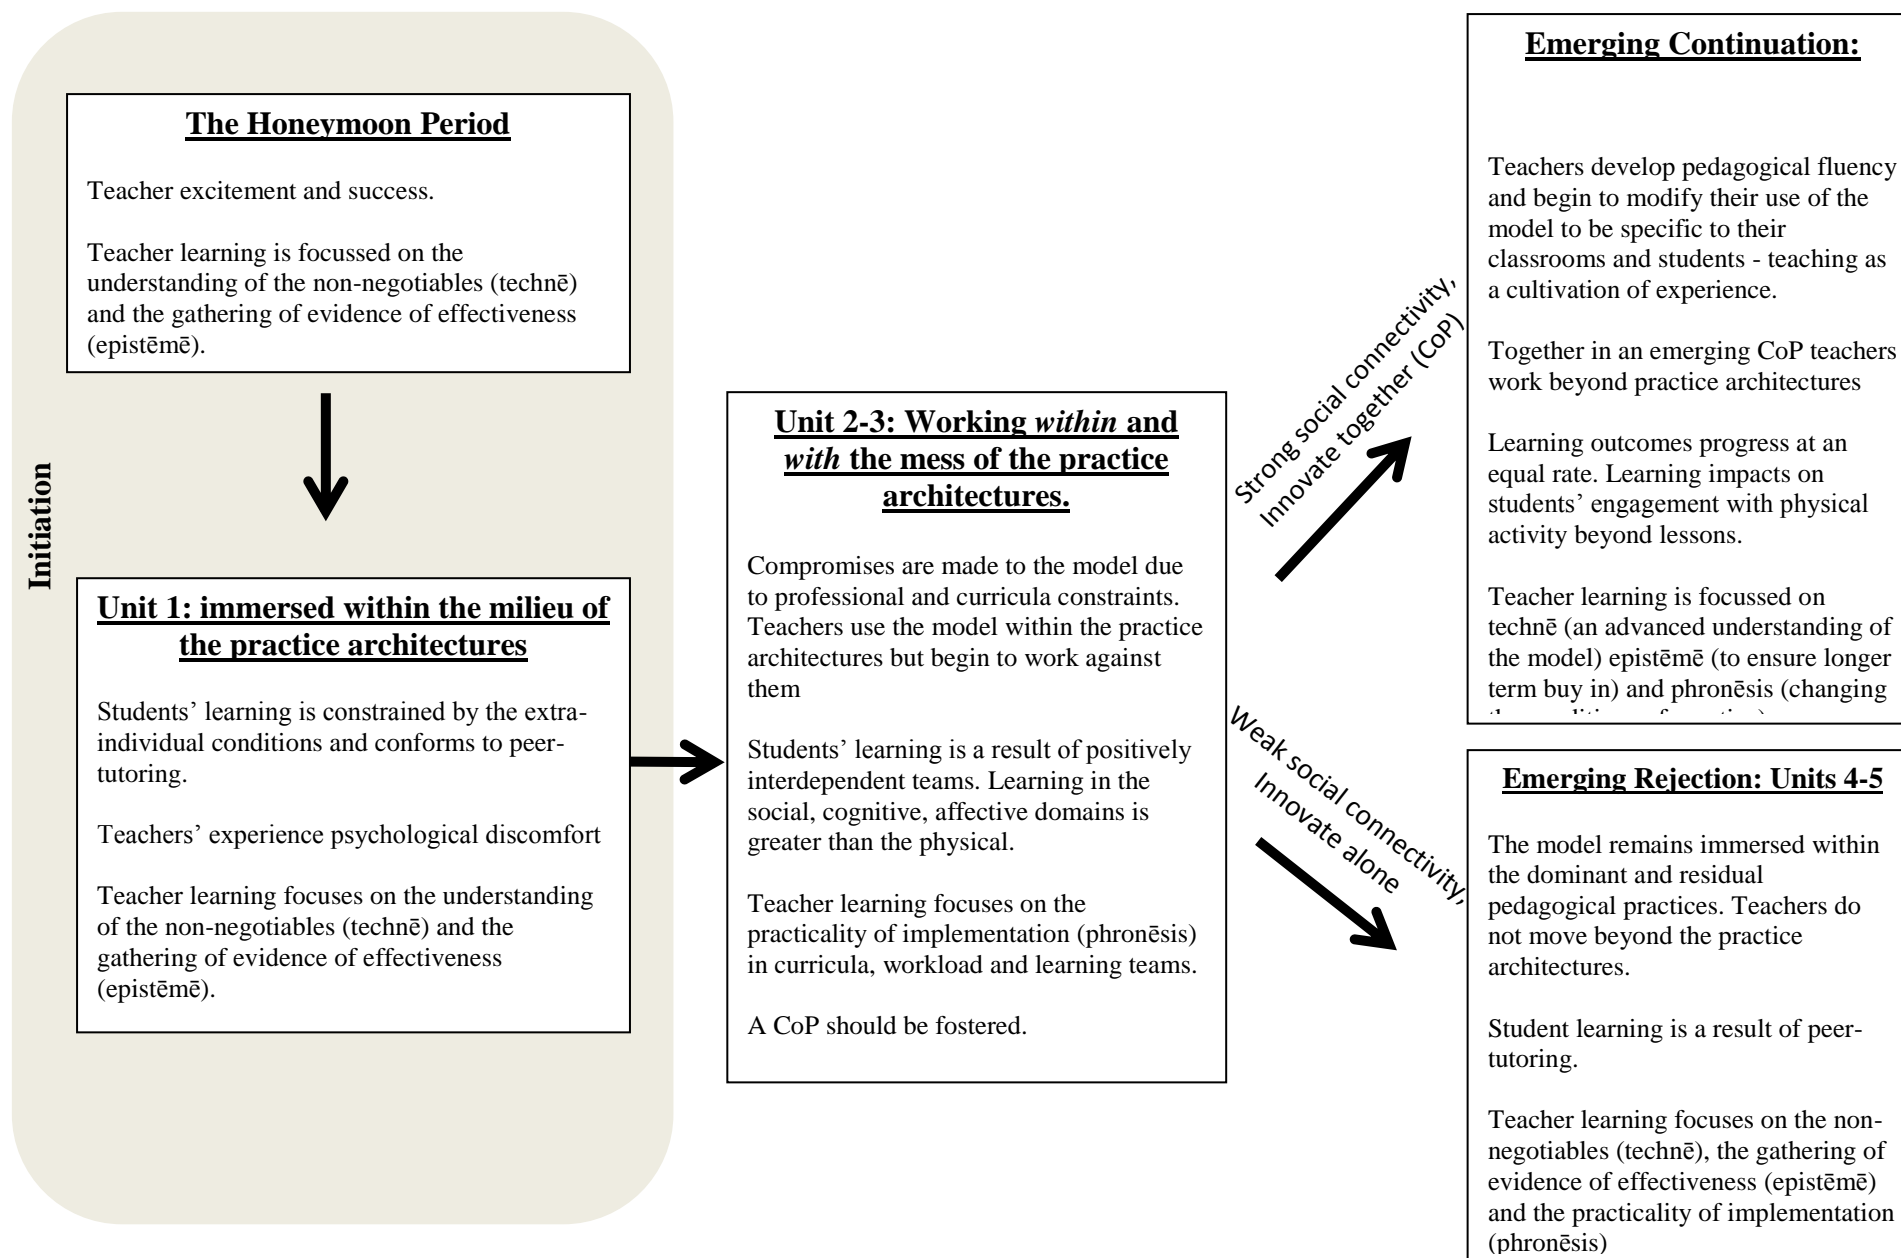 The Honeymoon Period
Teacher excitement and success.
Teacher learning is focussed on the
understanding of the non-negotiables (technē)
and the gathering of evidence of effectiveness
(epistēmē).
Initiation
Unit 1: immersed within the milieu of
the practice architectures
Students’ learning is constrained by the extra-
individual conditions and conforms to peer-
tutoring.
Teachers’ experience psychological discomfort
Teacher learning focuses on the understanding
of the non-negotiables (technē) and the
gathering of evidence of effectiveness
(epistēmē).
Unit 2-3: Working within and
with the mess of the practice
architectures.
Compromises are made to the model due
to professional and curricula constraints.
Teachers use the model within the practice
architectures but begin to work against
them
Students’ learning is a result of positively
interdependent teams. Learning in the
social, cognitive, affective domains is
greater than the physical.
Teacher learning focuses on the
practicality of implementation (phronēsis)
in curricula, workload and learning teams.
A CoP should be fostered.
Strong social connectivity,
Innovate together (CoP)
Weak social connectivity,
Innovate alone
Emerging Continuation:
Teachers develop pedagogical fluency
and begin to modify their use of the
model to be specific to their
classrooms and students - teaching as
a cultivation of experience.
Together in an emerging CoP teachers
work beyond practice architectures
Learning outcomes progress at an
equal rate. Learning impacts on
students’ engagement with physical
activity beyond lessons.
Teacher learning is focussed on
technē (an advanced understanding of
the model) epistēmē (to ensure longer
term buy in) and phronēsis (changing
Emerging Rejection: Units 4-5
The model remains immersed within
the dominant and residual
pedagogical practices. Teachers do
not move beyond the practice
architectures.
Student learning is a result of peer-
tutoring.
Teacher learning focuses on the non-
negotiables (technē), the gathering of
evidence of effectiveness (epistēmē)
and the practicality of implementation
(phronēsis)